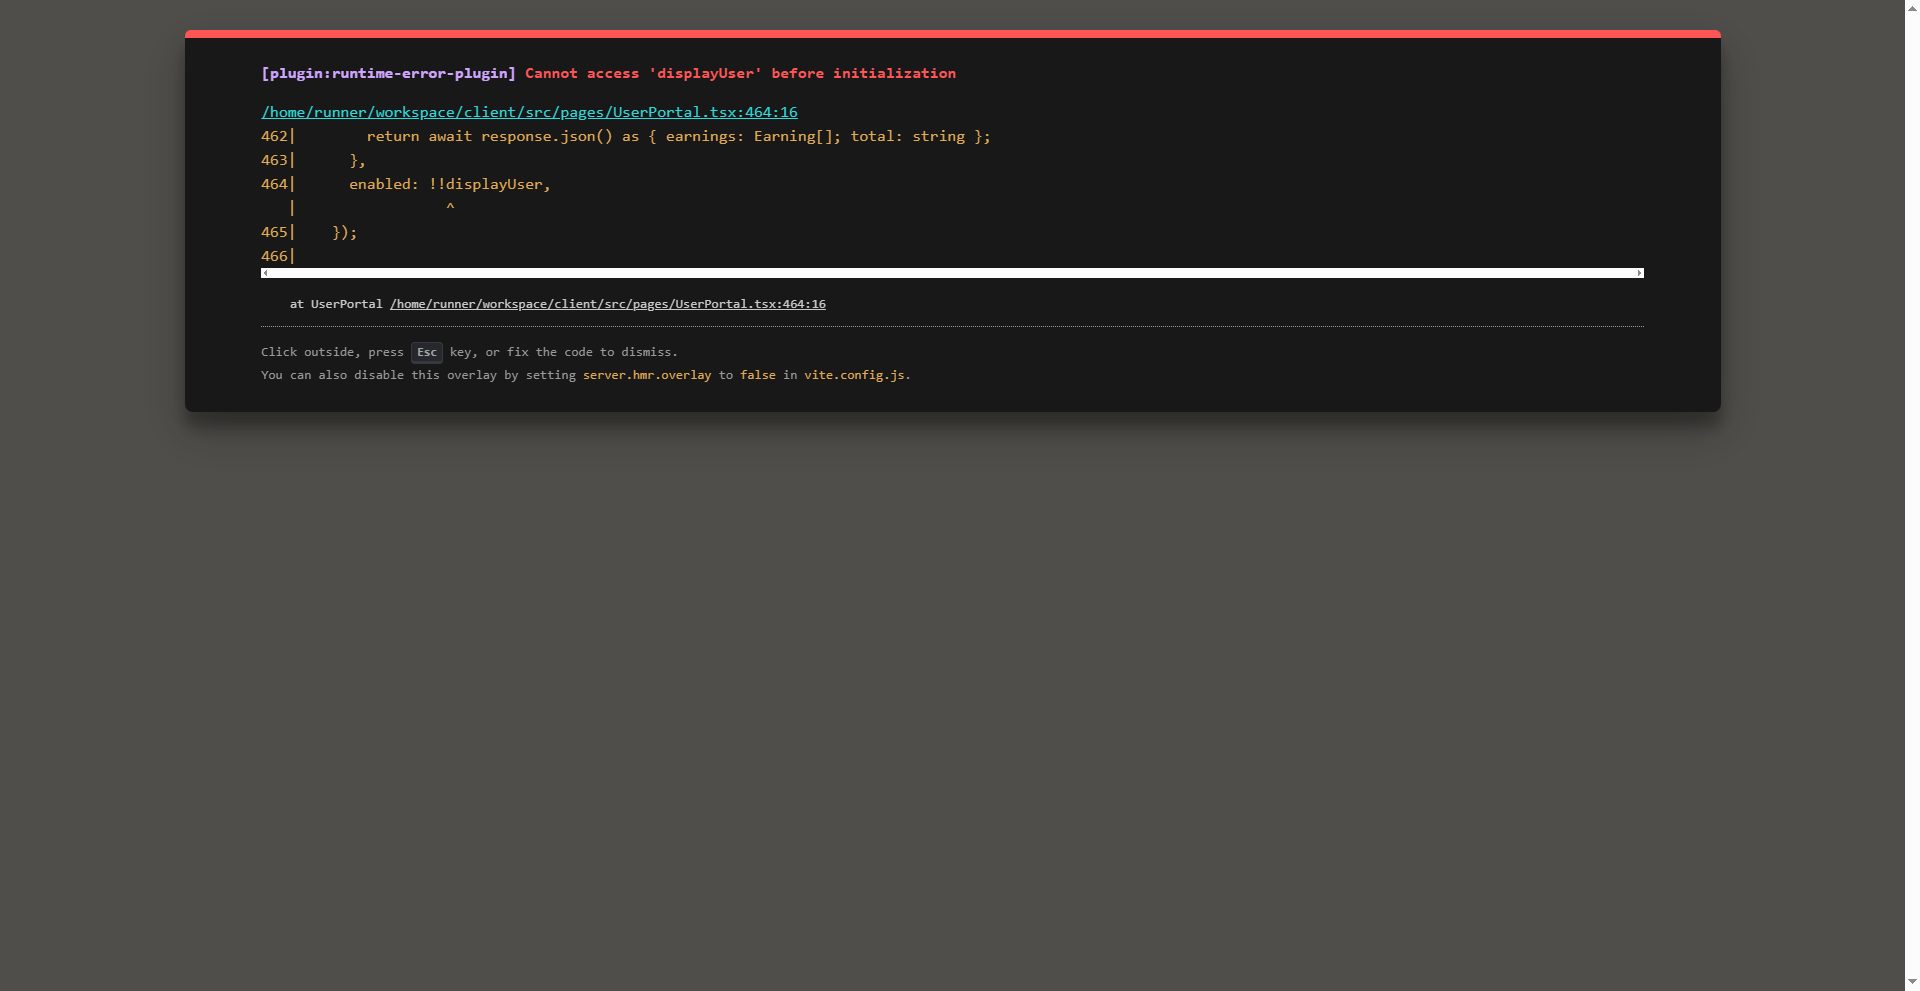 [plugin:runtime-error-plugin] Cannot access 'displayUser' before initialization
/home/runner/workspace/client/src/pages/UserPortal.tsx:464:16
462|        return await response.json() as { earnings: Earning[]; total: string };
463|      },
464|      enabled: !!displayUser,
   |                 ^
465|    });
466|
at UserPortal /home/runner/workspace/client/src/pages/UserPortal.tsx:464:16
Click outside, press Esc key, or fix the code to dismiss.
You can also disable this overlay by setting server.hmr.overlay to false in vite.config.js.